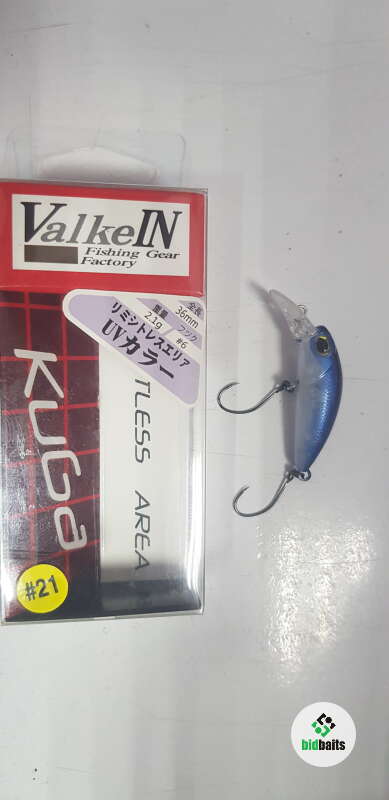 ValkeIN
Fishing Gear
Factory
全長
36mm
重量
2.1g
フック
#6
リミットレスエリア
UVカラー
TLESS AREA
KuGa
#21
bidbaits